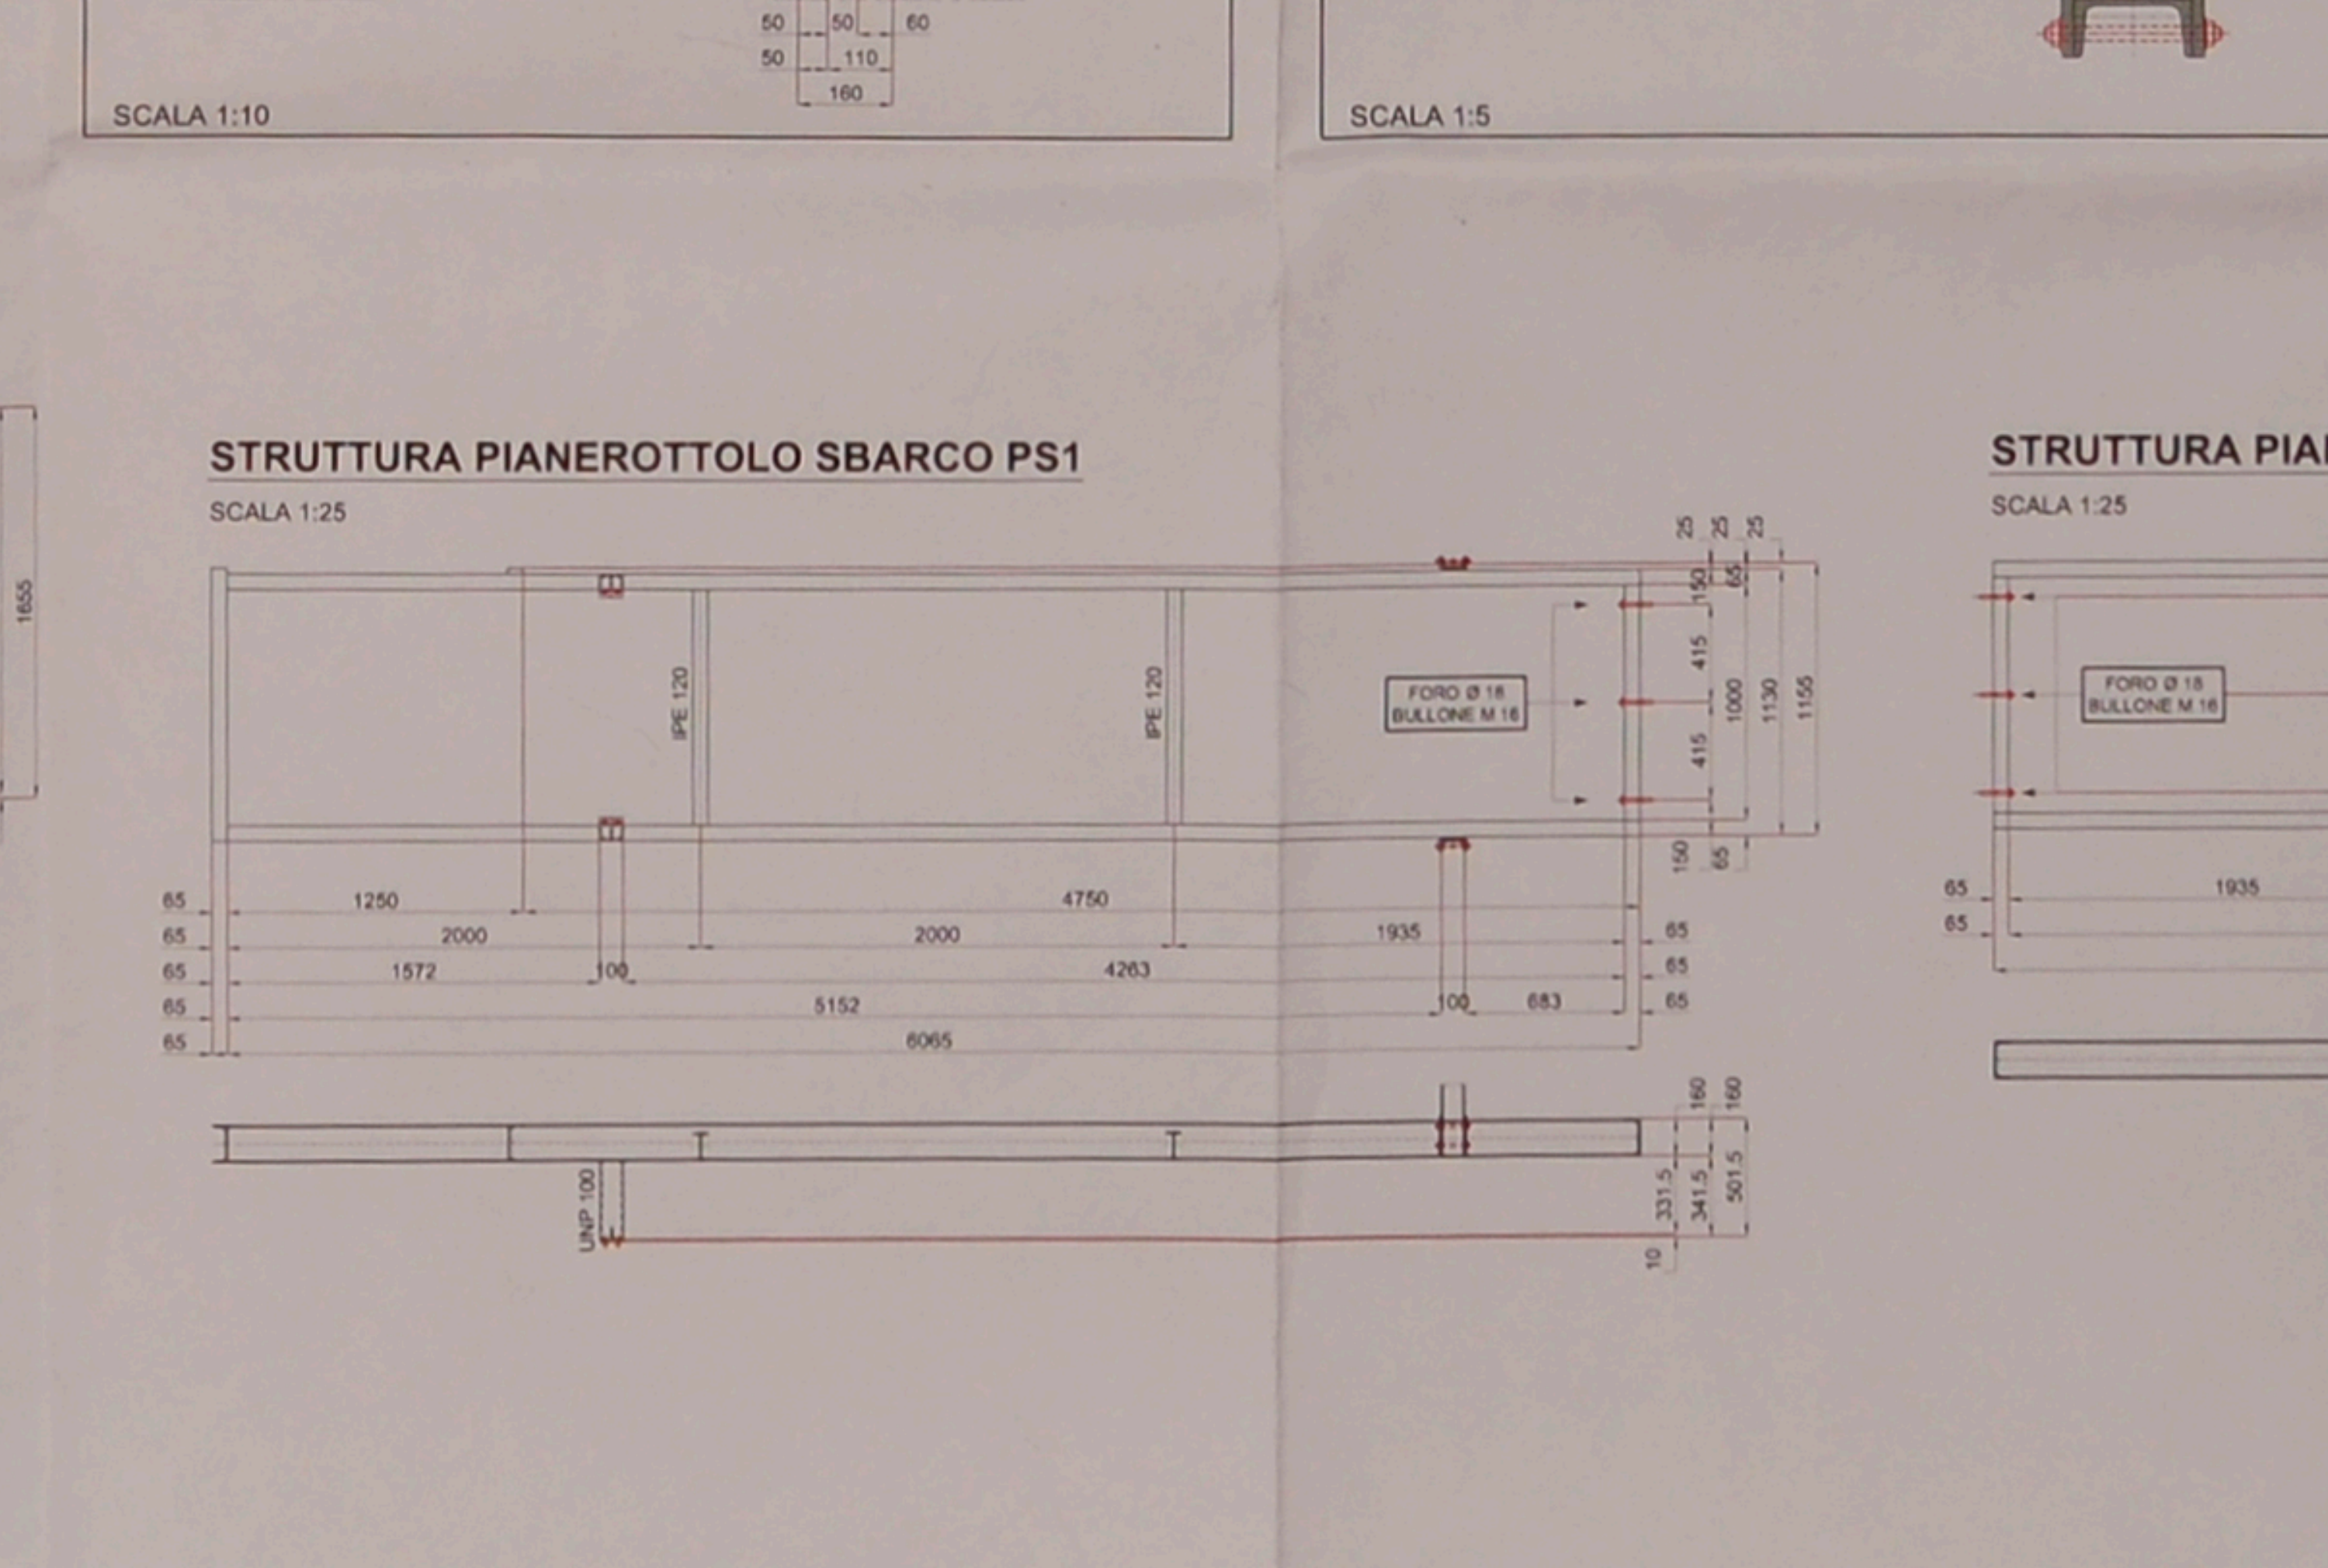 50 50 60
50 110
160
SCALA 1:10
SCALA 1:5
1655
STRUTTURA PIANEROTTOLO SBARCO PS1
SCALA 1:25
STRUTTURA PIA
SCALA 1:25
25 25 25
150 65
IPE 120
IPE 120
FORO Ø 18
BULLONE M 16
415
415
1000
1130
1155
150 65
FORO Ø 18
BULLONE M 16
65 1250 4750
65 2000 2000 1935 65
65 1572 100 4263 65
65 5152 100 683 65
65 6065
65 1935
65
160 160
UNP 100
331.5 341.5 501.5
10